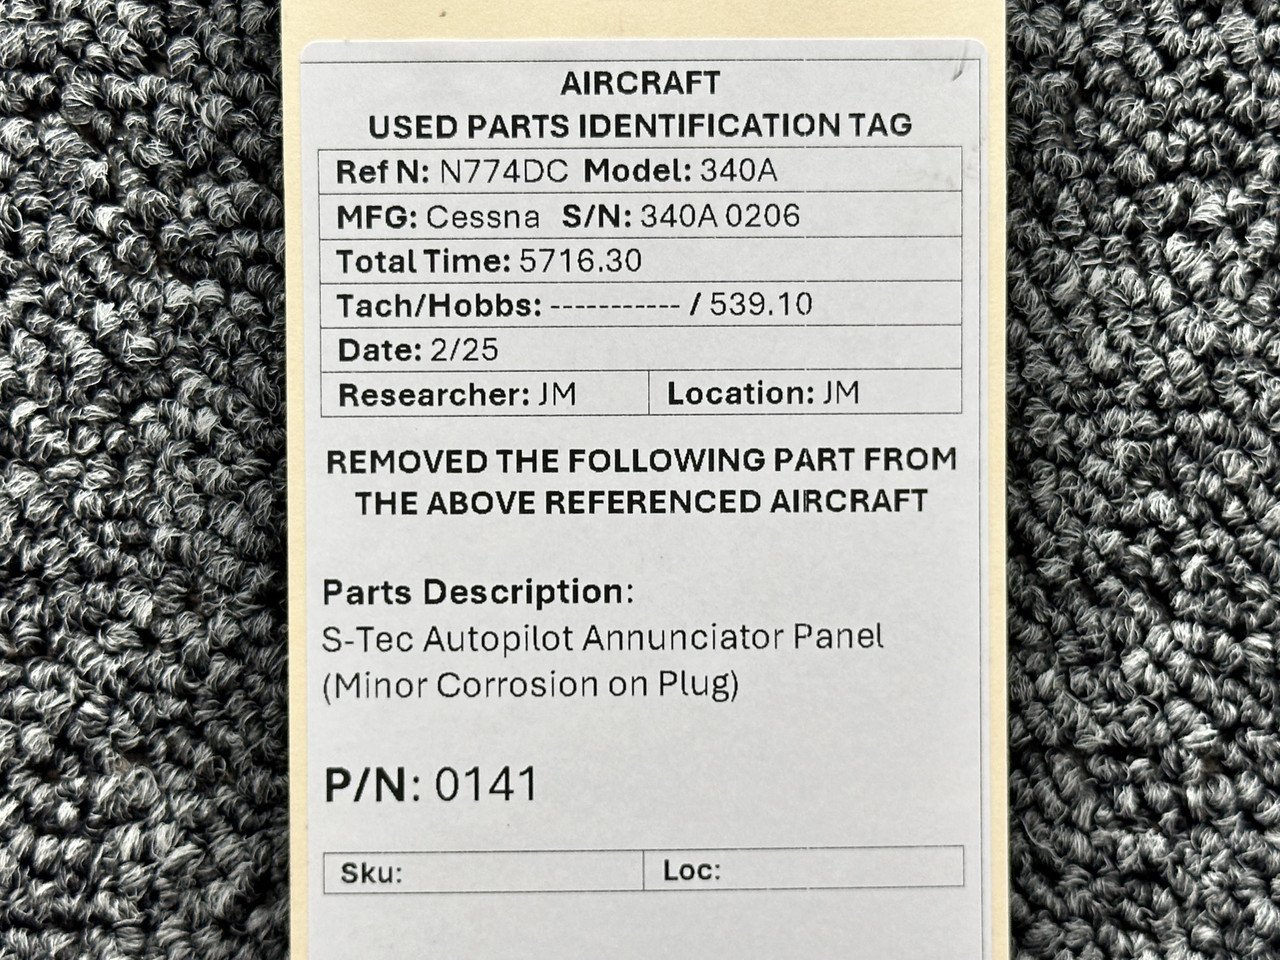 AIRCRAFT
USED PARTS IDENTIFICATION TAG
Ref N: N774DC Model: 340A
MFG: Cessna S/N: 340A 0206
Total Time: 5716.30
Tach/Hobbs: ----------- / 539.10
Date: 2/25
Researcher: JM Location: JM
REMOVED THE FOLLOWING PART FROM
THE ABOVE REFERENCED AIRCRAFT
Parts Description:
S-Tec Autopilot Annunciator Panel
(Minor Corrosion on Plug)
P/N: 0141
Sku: Loc: